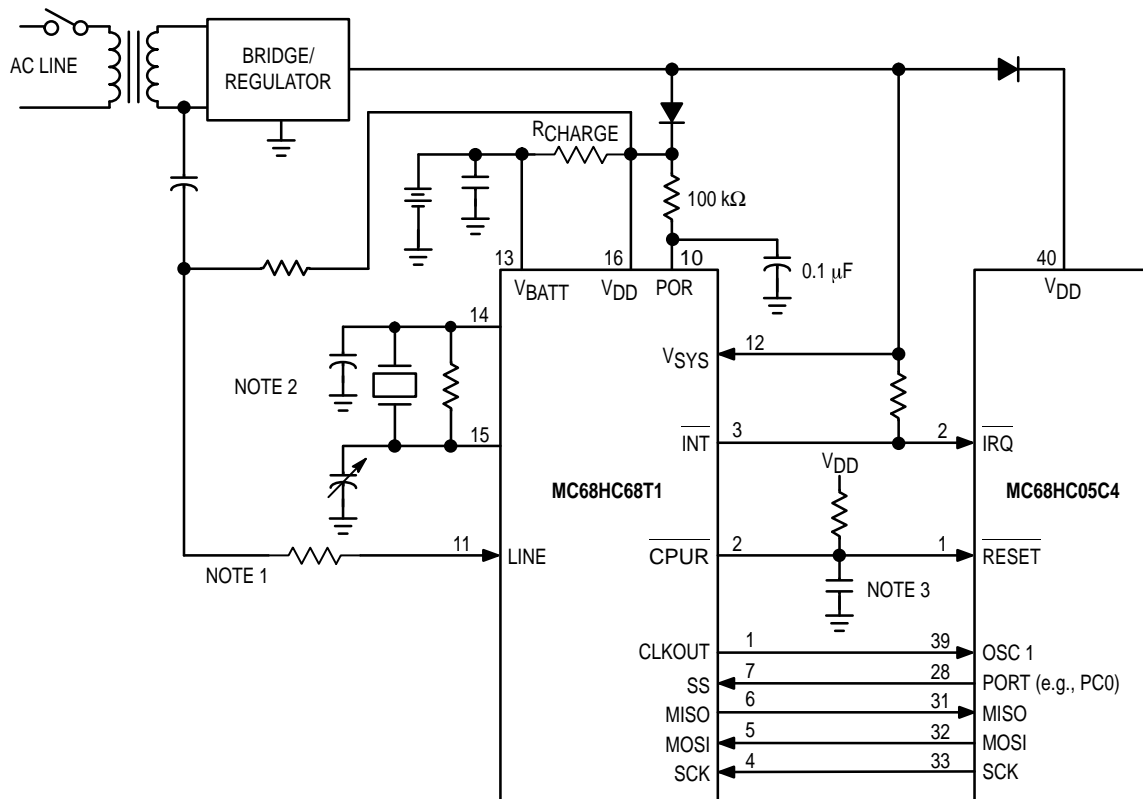 AC LINE
BRIDGE/
REGULATOR
RCHARGE
100 kΩ
0.1 μF
13
16
10
40
VBATT
VDD
POR
VDD
14
VSYS
12
NOTE 2
15
INT
3
2
IRQ
VDD
MC68HC68T1
MC68HC05C4
NOTE 1
11
LINE
CPUR
2
1
RESET
NOTE 3
CLKOUT
1
39
OSC 1
SS
7
28
PORT (e.g., PC0)
MISO
6
31
MISO
MOSI
5
32
MOSI
SCK
4
33
SCK